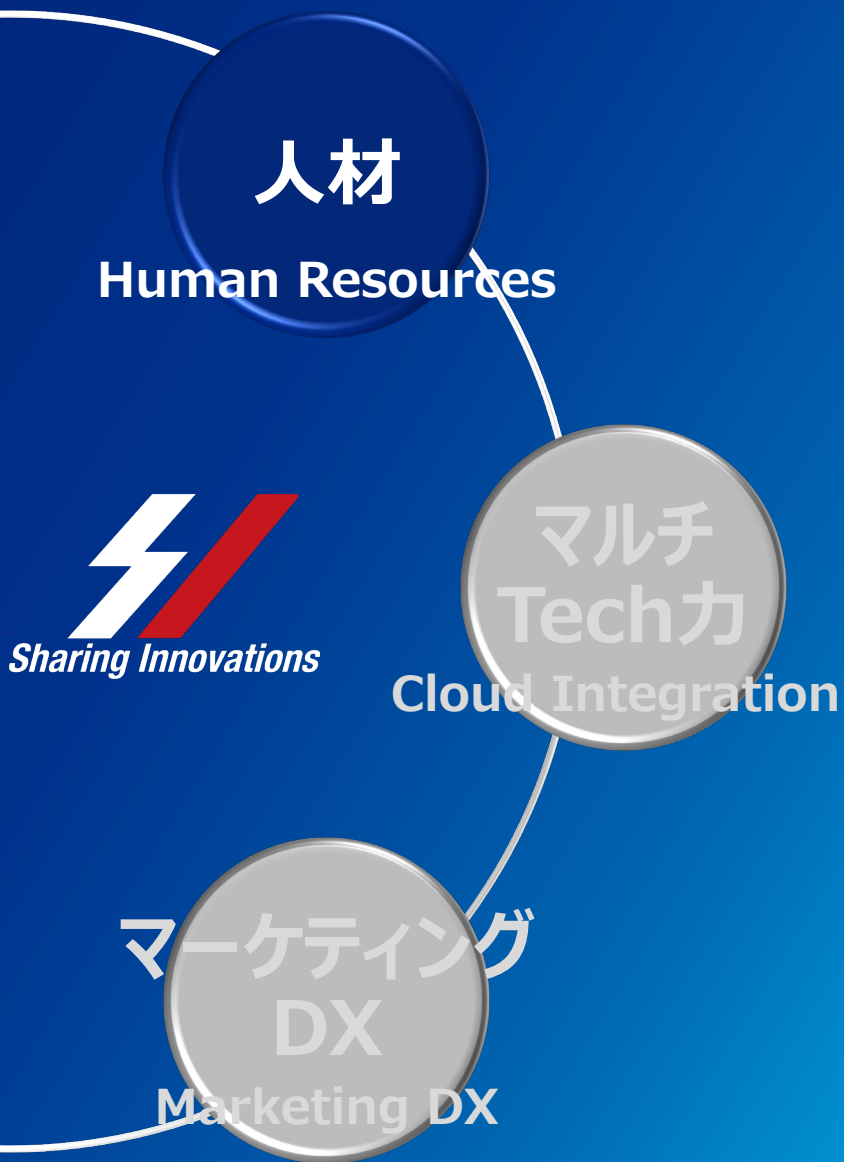 人材
Human Resources
Sharing Innovations
マルチ
Tech力
Cloud Integration
マーケティング
DX
Marketing DX